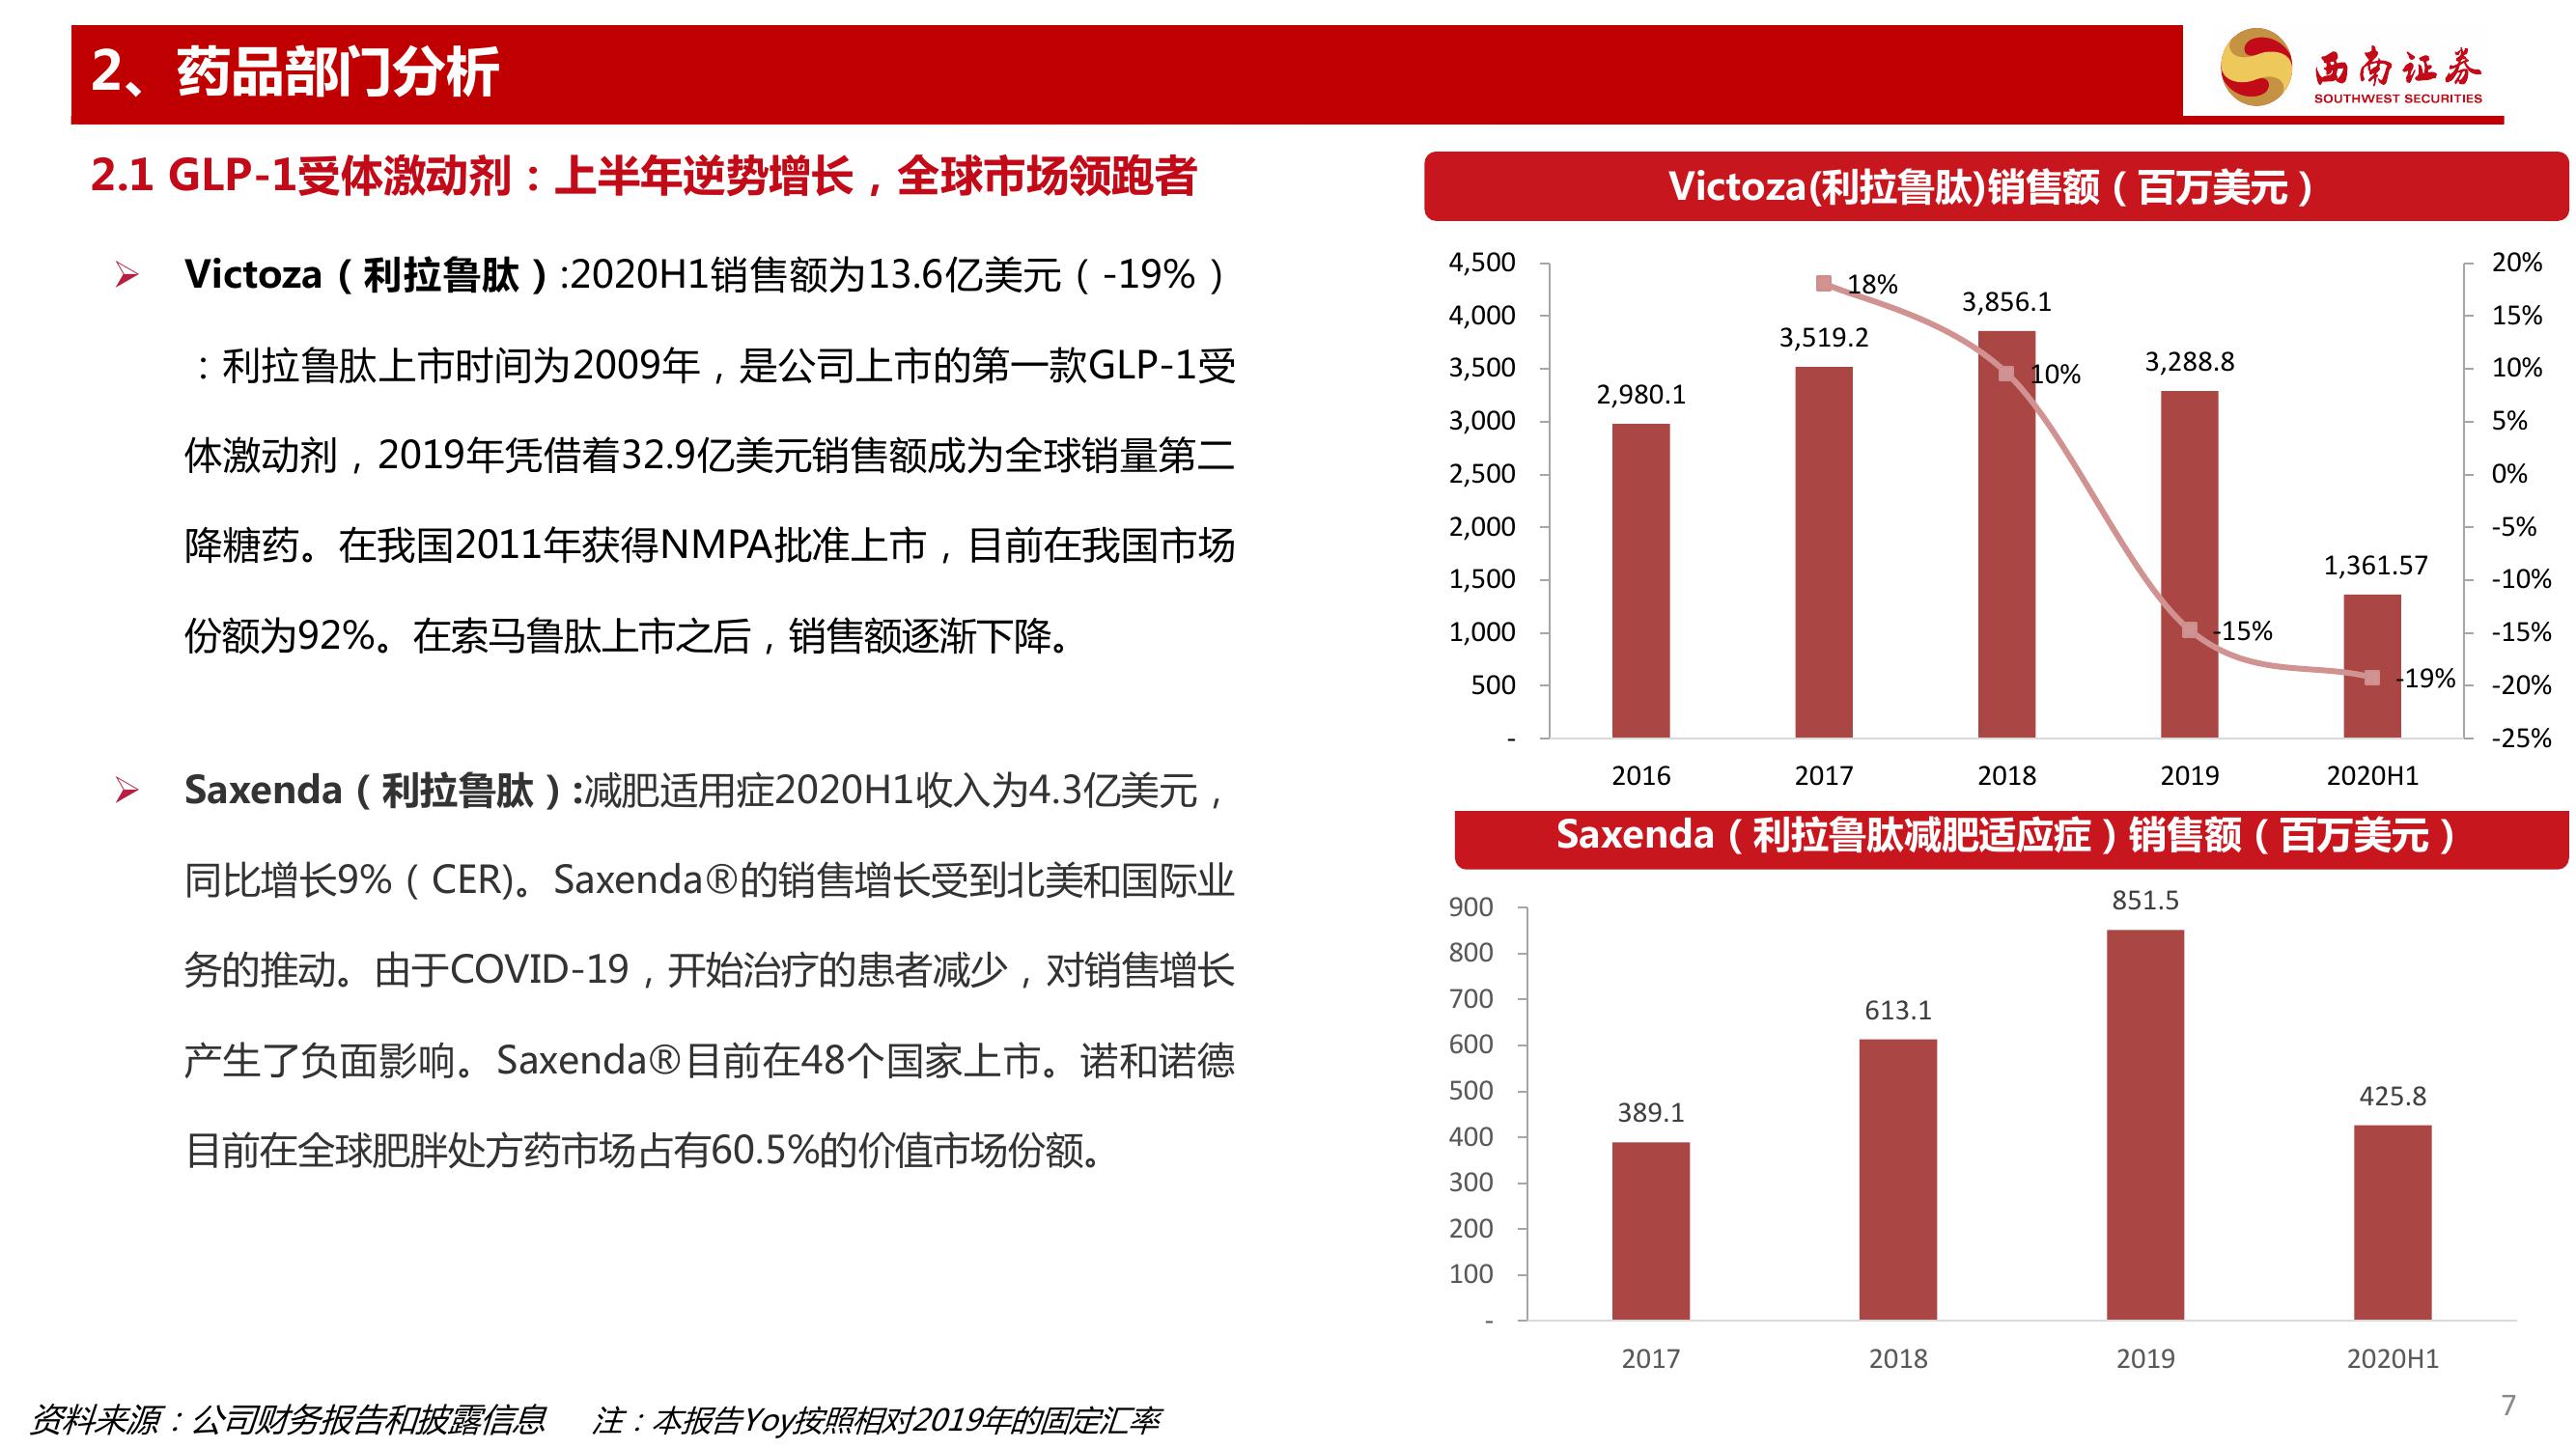 2、药品部门分析
西南证券
SOUTHWEST SECURITIES
2.1 GLP-1受体激动剂：上半年逆势增长，全球市场领跑者
Victoza（利拉鲁肽）:2020H1销售额为13.6亿美元（-19%）
：利拉鲁肽上市时间为2009年，是公司上市的第一款GLP-1受
体激动剂，2019年凭借着32.9亿美元销售额成为全球销量第二
降糖药。在我国2011年获得NMPA批准上市，目前在我国市场
份额为92%。在索马鲁肽上市之后，销售额逐渐下降。
Saxenda（利拉鲁肽）:减肥适用症2020H1收入为4.3亿美元，
同比增长9%（CER)。Saxenda®的销售增长受到北美和国际业
务的推动。由于COVID-19，开始治疗的患者减少，对销售增长
产生了负面影响。Saxenda®目前在48个国家上市。诺和诺德
目前在全球肥胖处方药市场占有60.5%的价值市场份额。
Victoza(利拉鲁肽)销售额（百万美元）
4,500
4,000
3,500
3,000
2,500
2,000
1,500
1,000
500
-
2,980.1
3,519.2
3,856.1
3,288.8
1,361.57
18%
10%
-15%
-19%
20%
15%
10%
5%
0%
-5%
-10%
-15%
-20%
-25%
2016 2017 2018 2019 2020H1
Saxenda（利拉鲁肽减肥适应症）销售额（百万美元）
900
800
700
600
500
400
300
200
100
-
389.1
613.1
851.5
425.8
2017 2018 2019 2020H1
资料来源：公司财务报告和披露信息 注：本报告Yoy按照相对2019年的固定汇率
7